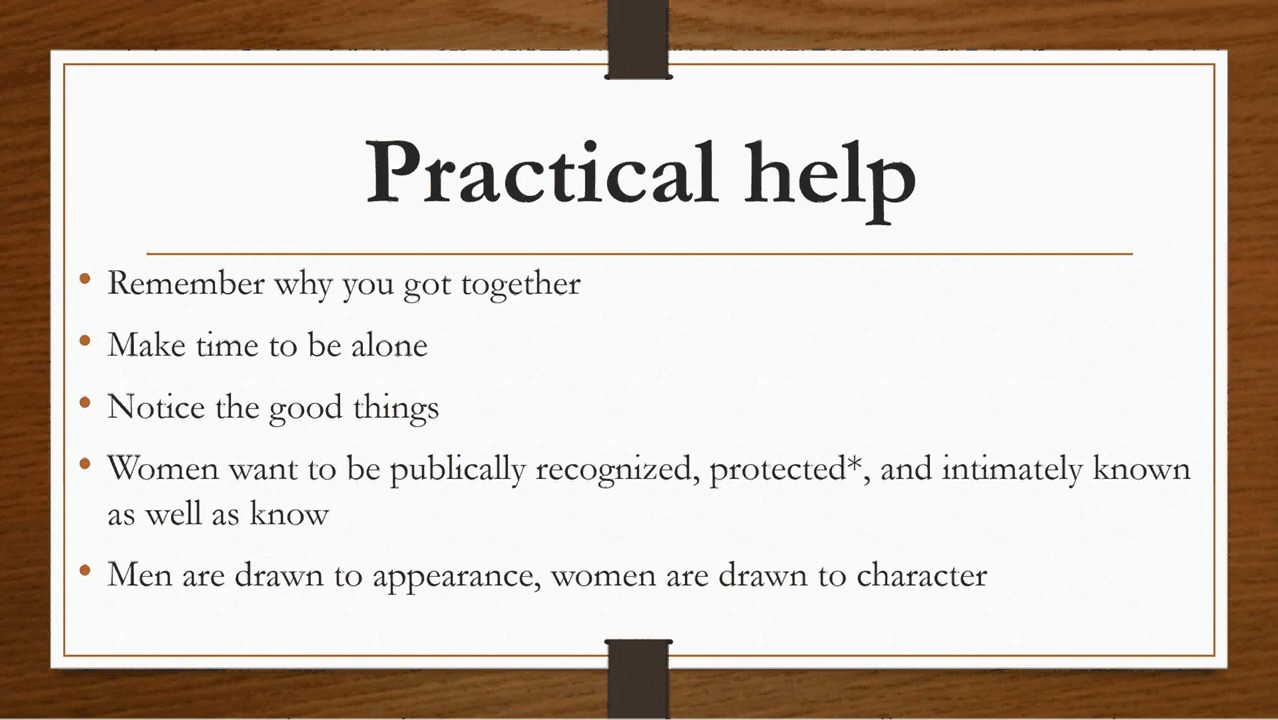 Practical help
• Remember why you got together
• Make time to be alone
• Notice the good things
• Women want to be publically recognized, protected*, and intimately known
as well as know
• Men are drawn to appearance, women are drawn to character